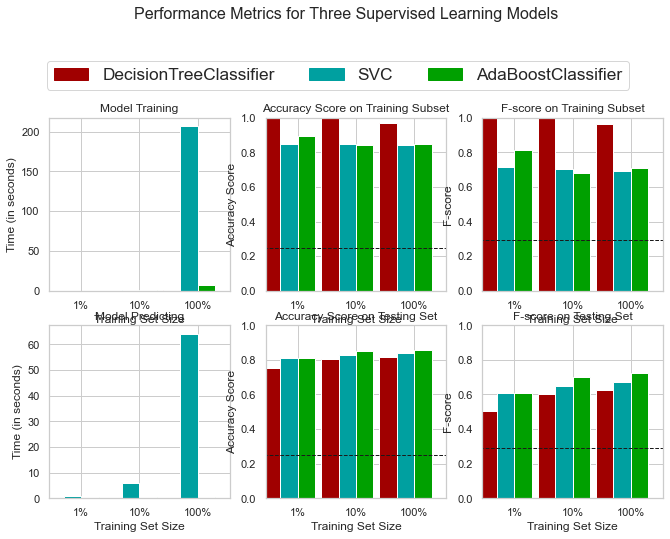 Performance Metrics for Three Supervised Learning Models
DecisionTreeClassifier SVC AdaBoostClassifier
Model Training
Time (in seconds)
200
150
100
50
0
1% 10% 100%
Training Set Size
Accuracy Score on Training Subset
Accuracy Score
1.0
0.8
0.6
0.4
0.2
0.0
1% 10% 100%
Training Set Size
F-score on Training Subset
F-score
1.0
0.8
0.6
0.4
0.2
0.0
1% 10% 100%
Training Set Size
Model Predicting
Time (in seconds)
60
50
40
30
20
10
0
1% 10% 100%
Training Set Size
Accuracy Score on Testing Set
Accuracy Score
1.0
0.8
0.6
0.4
0.2
0.0
1% 10% 100%
Training Set Size
F-score on Testing Set
F-score
1.0
0.8
0.6
0.4
0.2
0.0
1% 10% 100%
Training Set Size